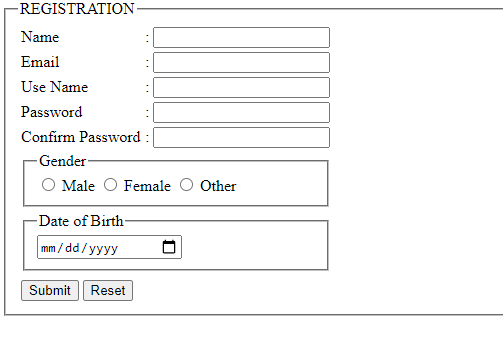 REGISTRATION
Name :
Email :
Use Name :
Password :
Confirm Password :
Gender
Male Female Other
Date of Birth
mm/dd/yyyy
Submit Reset